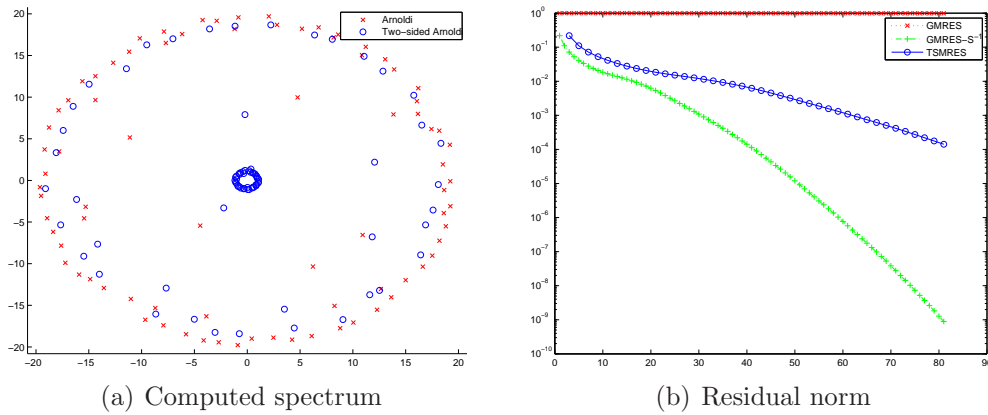 20
15
10
5
0
−5
−10
−15
−20
−20 −15 −10 −5 0 5 10 15 20
Arnoldi
Two-sided Arnoldi
(a) Computed spectrum
10^0
10^−1
10^−2
10^−3
10^−4
10^−5
10^−6
10^−7
10^−8
10^−9
10^−10
0 10 20 30 40 50 60 70 80 90
GMRES
GMRES−S^−1
TSMRES
(b) Residual norm